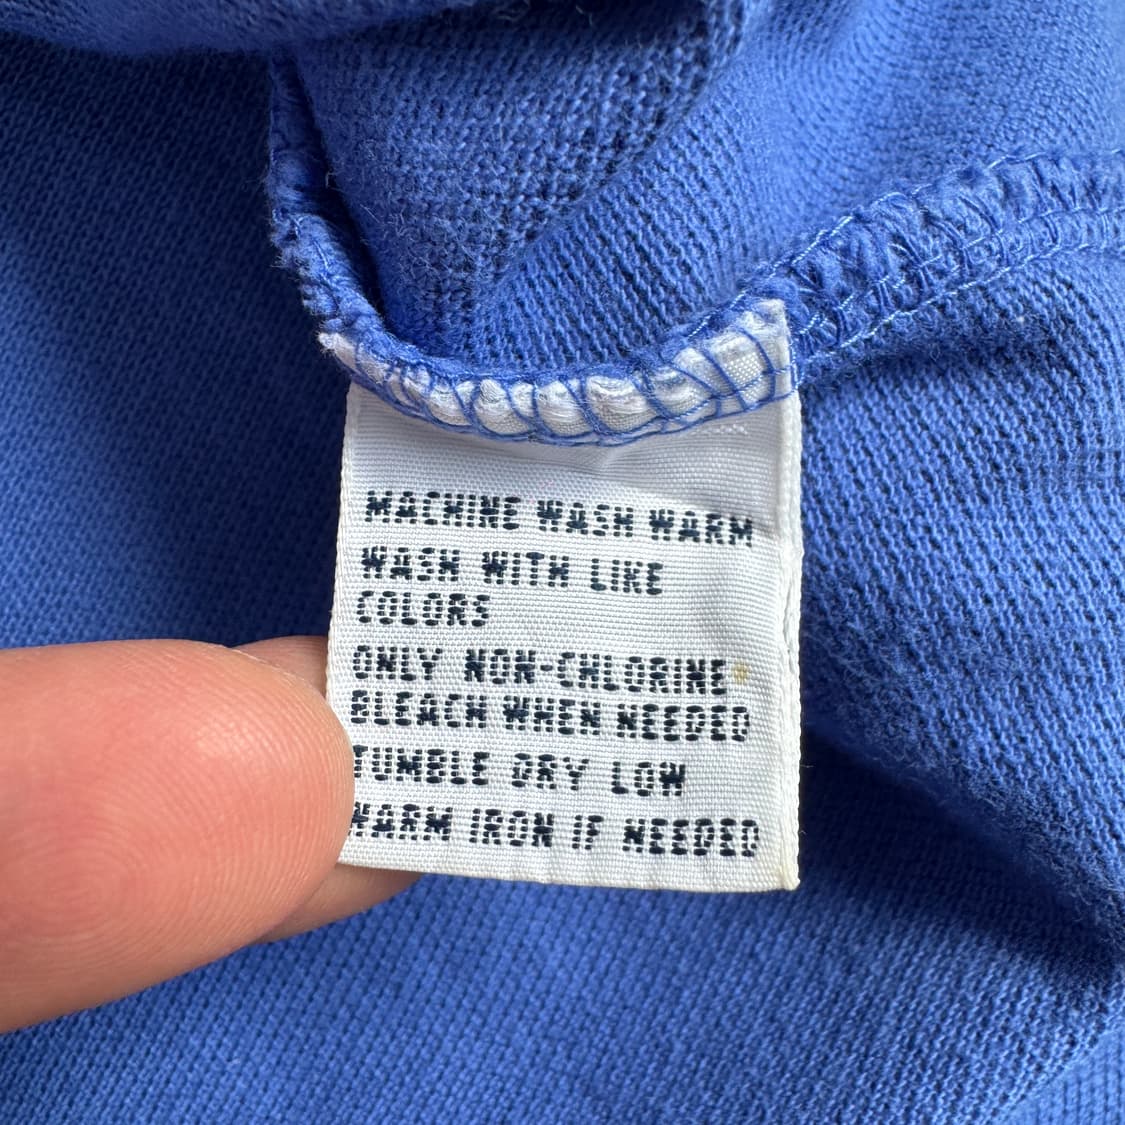 MACHINE WASH WARM
WASH WITH LIKE
COLORS
ONLY NON-CHLORINE
BLEACH WHEN NEEDED
TUMBLE DRY LOW
WARM IRON IF NEEDED